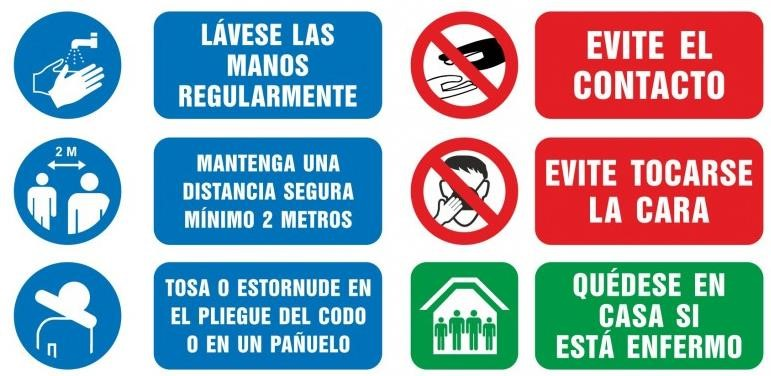 LÁVESE LAS
MANOS
REGULARMENTE
EVITE EL
CONTACTO
2 M
MANTENGA UNA
DISTANCIA SEGURA
MÍNIMO 2 METROS
EVITE TOCARSE
LA CARA
TOSA O ESTORNUDE EN
EL PLIEGUE DEL CODO
O EN UN PAÑUELO
QUÉDESE EN
CASA SI
ESTÁ ENFERMO